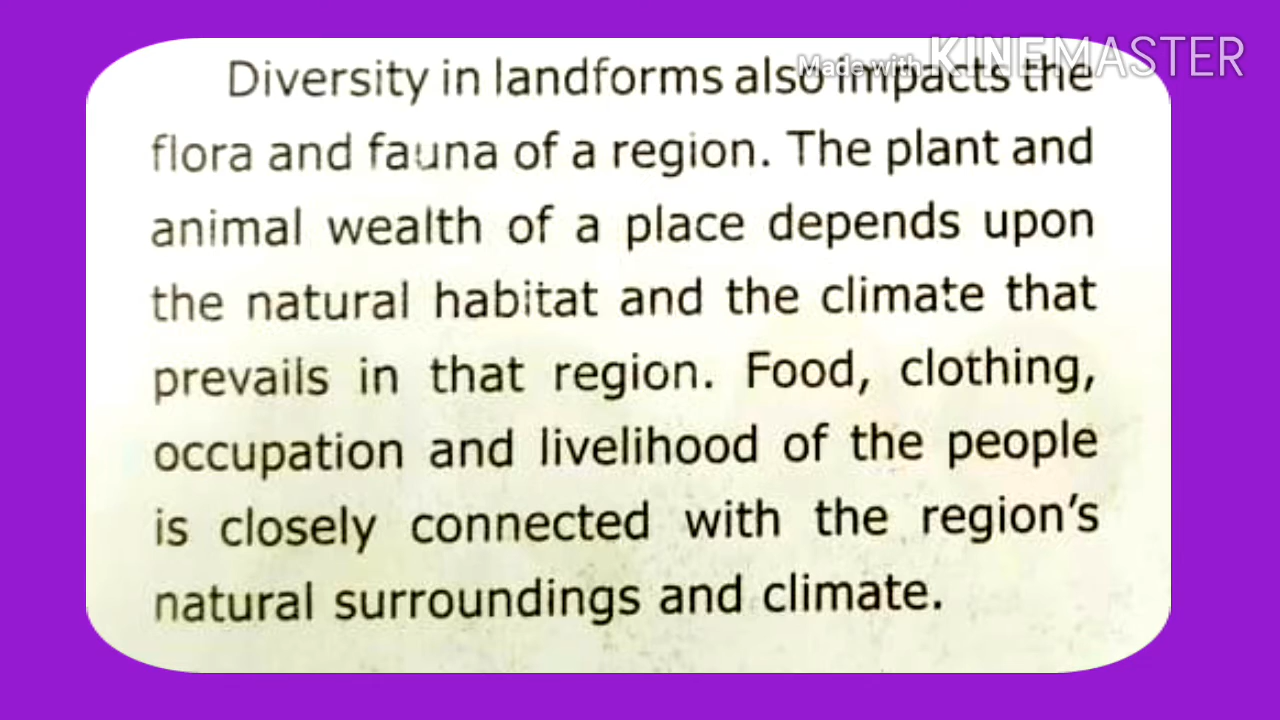 Made with KINEMASTER
Diversity in landforms also impacts the
flora and fauna of a region. The plant and
animal wealth of a place depends upon
the natural habitat and the climate that
prevails in that region. Food, clothing,
occupation and livelihood of the people
is closely connected with the region's
natural surroundings and climate.